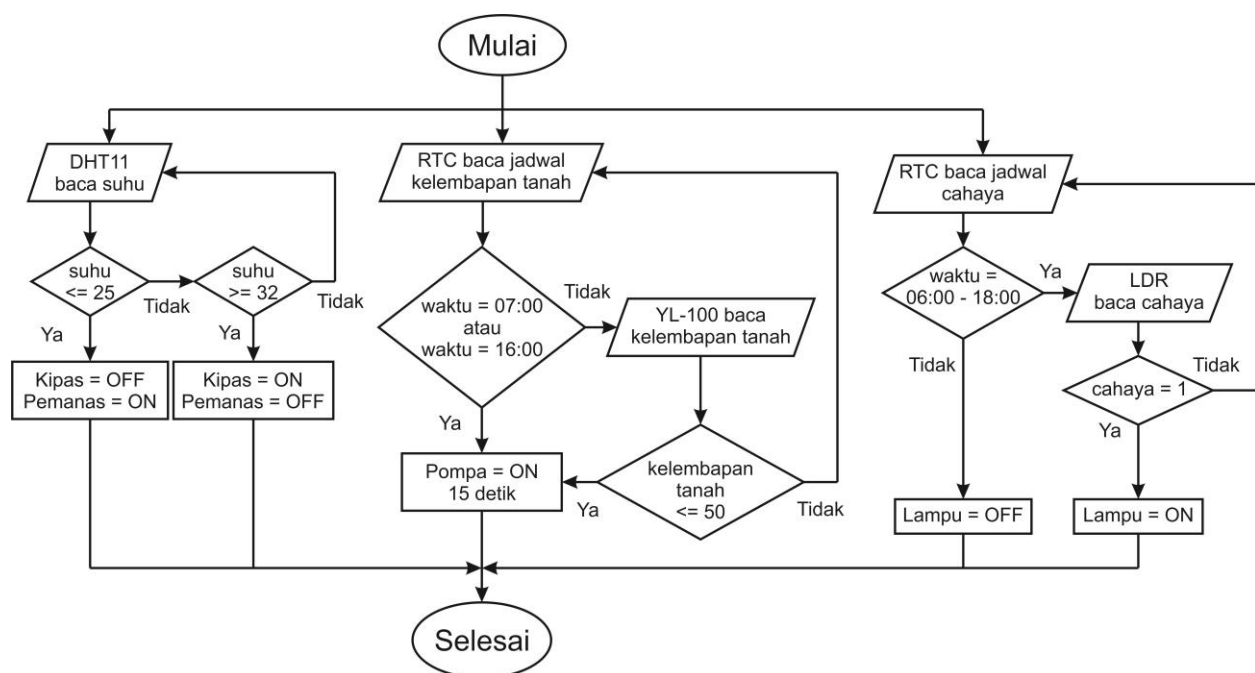 Mulai
DHT11
baca suhu
suhu
<= 25
Tidak
suhu
>= 32
Tidak
Ya
Ya
Kipas = OFF
Pemanas = ON
Kipas = ON
Pemanas = OFF
RTC baca jadwal
kelembapan tanah
waktu = 07:00
atau
waktu = 16:00
Tidak
YL-100 baca
kelembapan tanah
Ya
Pompa = ON
15 detik
kelembapan
tanah
<= 50
Ya
Tidak
RTC baca jadwal
cahaya
waktu =
06:00 - 18:00
Ya
LDR
baca cahaya
Tidak
cahaya = 1
Tidak
Ya
Lampu = OFF
Lampu = ON
Selesai